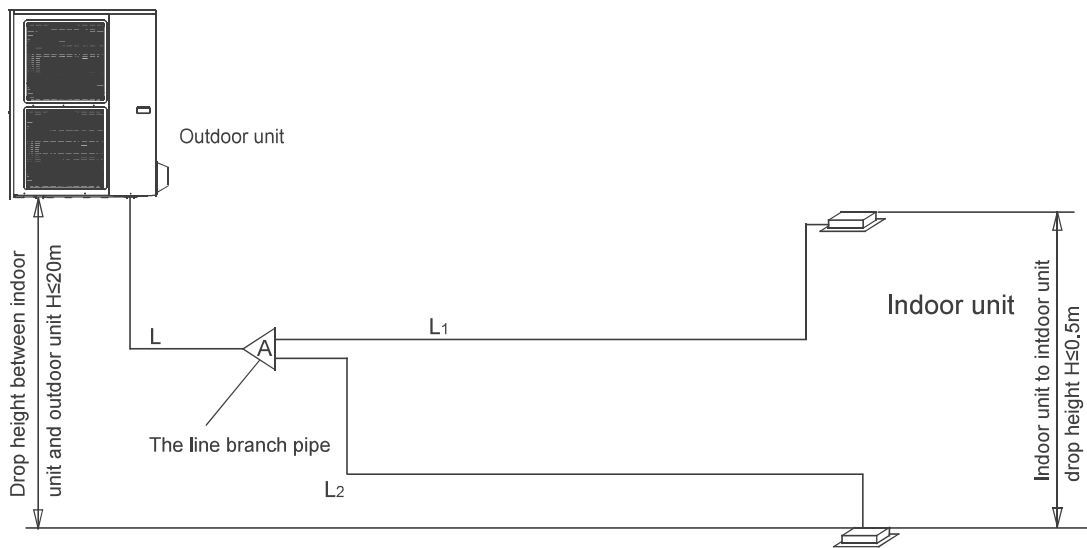 Outdoor unit
Drop height between indoor
unit and outdoor unit H≤20m
L
A
L1
Indoor unit
Indoor unit to intdoor unit
drop height H≤0.5m
The line branch pipe
L2